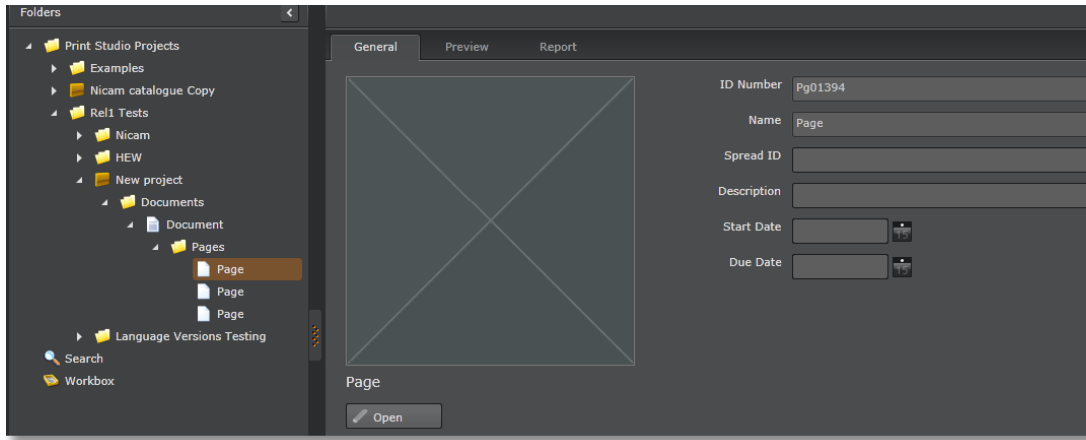 Folders
Print Studio Projects
Examples
Nicam catalogue Copy
Rel1 Tests
Nicam
HEW
New project
Documents
Document
Pages
Page
Page
Page
Language Versions Testing
Search
Workbox
General Preview Report
ID Number Pg01394
Name Page
Spread ID
Description
Start Date 15
Due Date 15
Page
Open